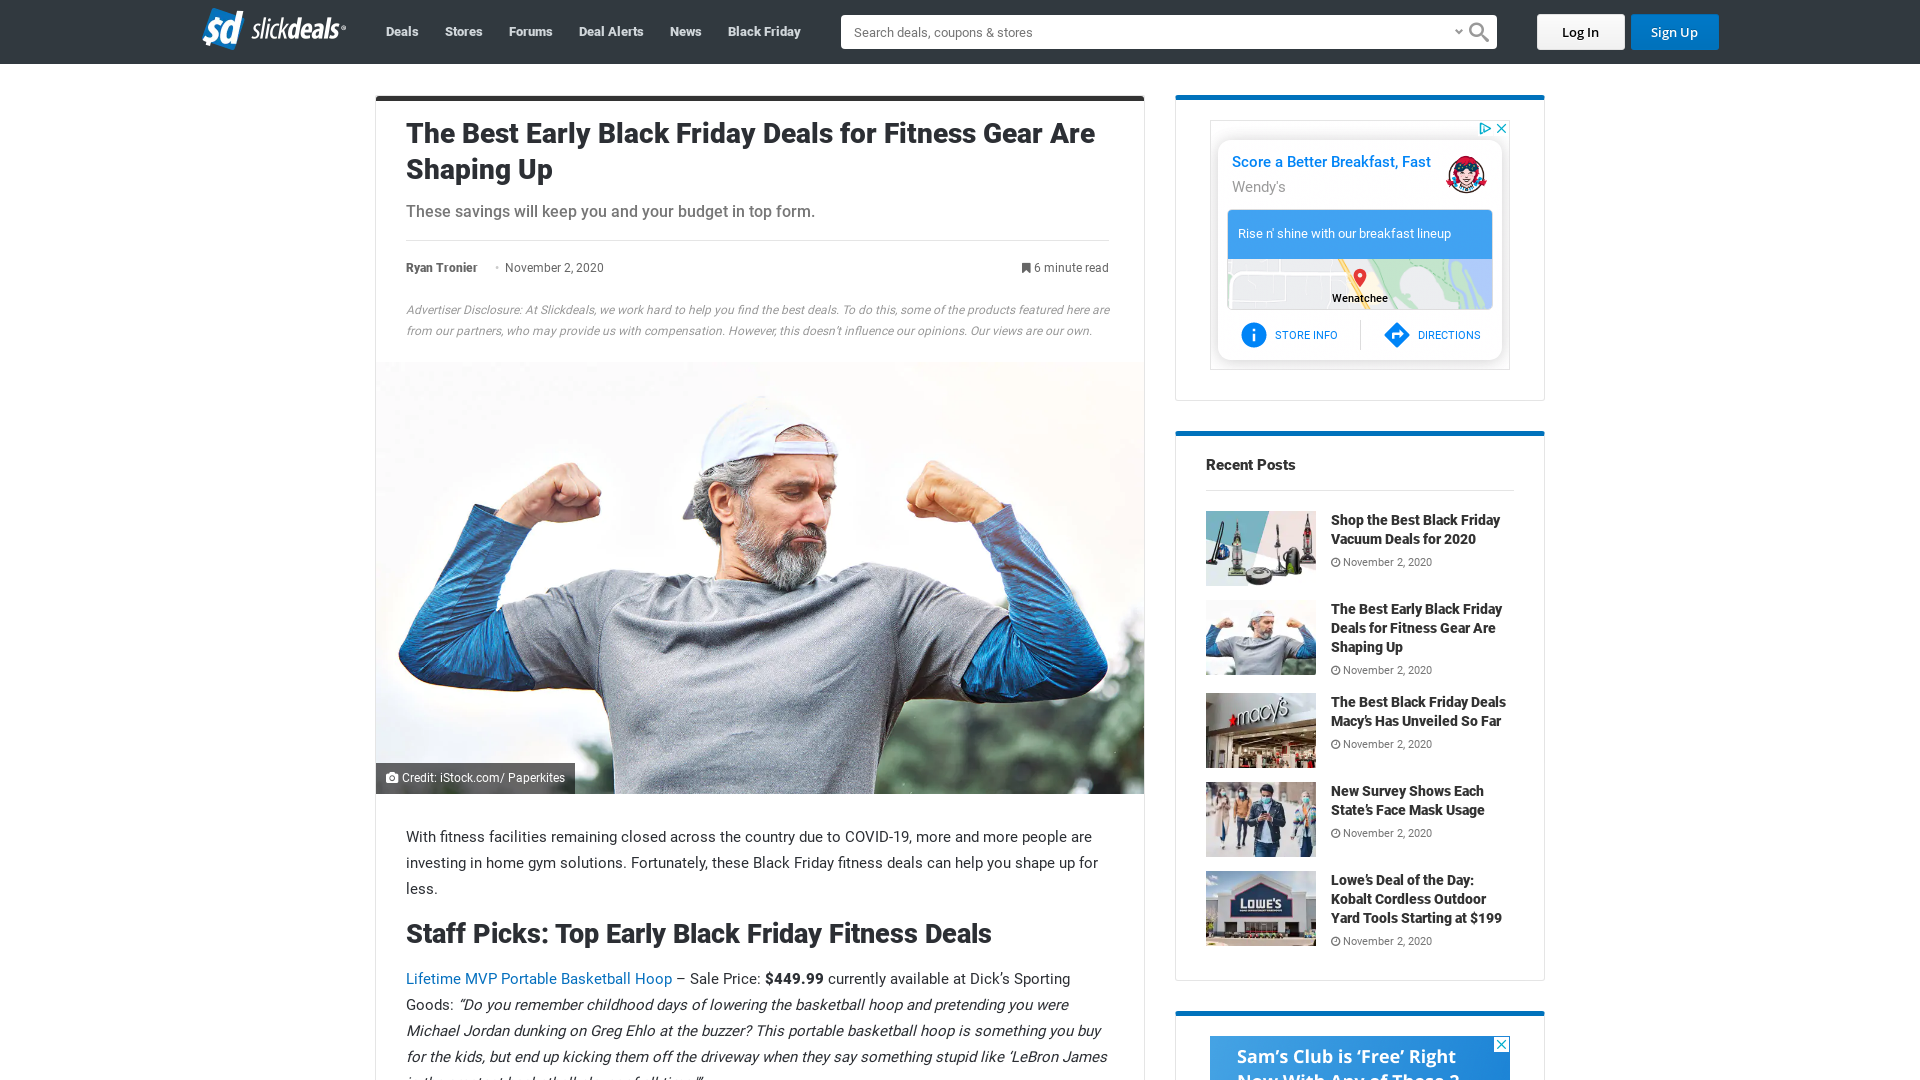 $d slickdeals®
Deals
Stores
Forums
Deal Alerts
News
Black Friday
Search deals, coupons & stores
Log In
Sign Up
The Best Early Black Friday Deals for Fitness Gear Are
Shaping Up
These savings will keep you and your budget in top form.
Ryan Tronier • November 2, 2020
6 minute read
Advertiser Disclosure: At Slickdeals, we work hard to help you find the best deals. To do this, some of the products featured here are
from our partners, who may provide us with compensation. However, this doesn't influence our opinions. Our views are our own.
Credit: iStock.com/ Paperkites
With fitness facilities remaining closed across the country due to COVID-19, more and more people are
investing in home gym solutions. Fortunately, these Black Friday fitness deals can help you shape up for
less.
Staff Picks: Top Early Black Friday Fitness Deals
Lifetime MVP Portable Basketball Hoop – Sale Price: $449.99 currently available at Dick’s Sporting
Goods: “Do you remember childhood days of lowering the basketball hoop and pretending you were
Michael Jordan dunking on Greg Ehlo at the buzzer? This portable basketball hoop is something you buy
for the kids, but end up kicking them off the driveway when they say something stupid like ‘LeBron James
Score a Better Breakfast, Fast
Wendy's
Rise n' shine with our breakfast lineup
Wenatchee
STORE INFO
DIRECTIONS
Recent Posts
Shop the Best Black Friday
Vacuum Deals for 2020
November 2, 2020
The Best Early Black Friday
Deals for Fitness Gear Are
Shaping Up
November 2, 2020
macy's
The Best Black Friday Deals
Macy’s Has Unveiled So Far
November 2, 2020
New Survey Shows Each
State’s Face Mask Usage
November 2, 2020
LOWE'S
Lowe’s Deal of the Day:
Kobalt Cordless Outdoor
Yard Tools Starting at $199
November 2, 2020
Sam’s Club is ‘Free’ Right
Now With Any of These 3